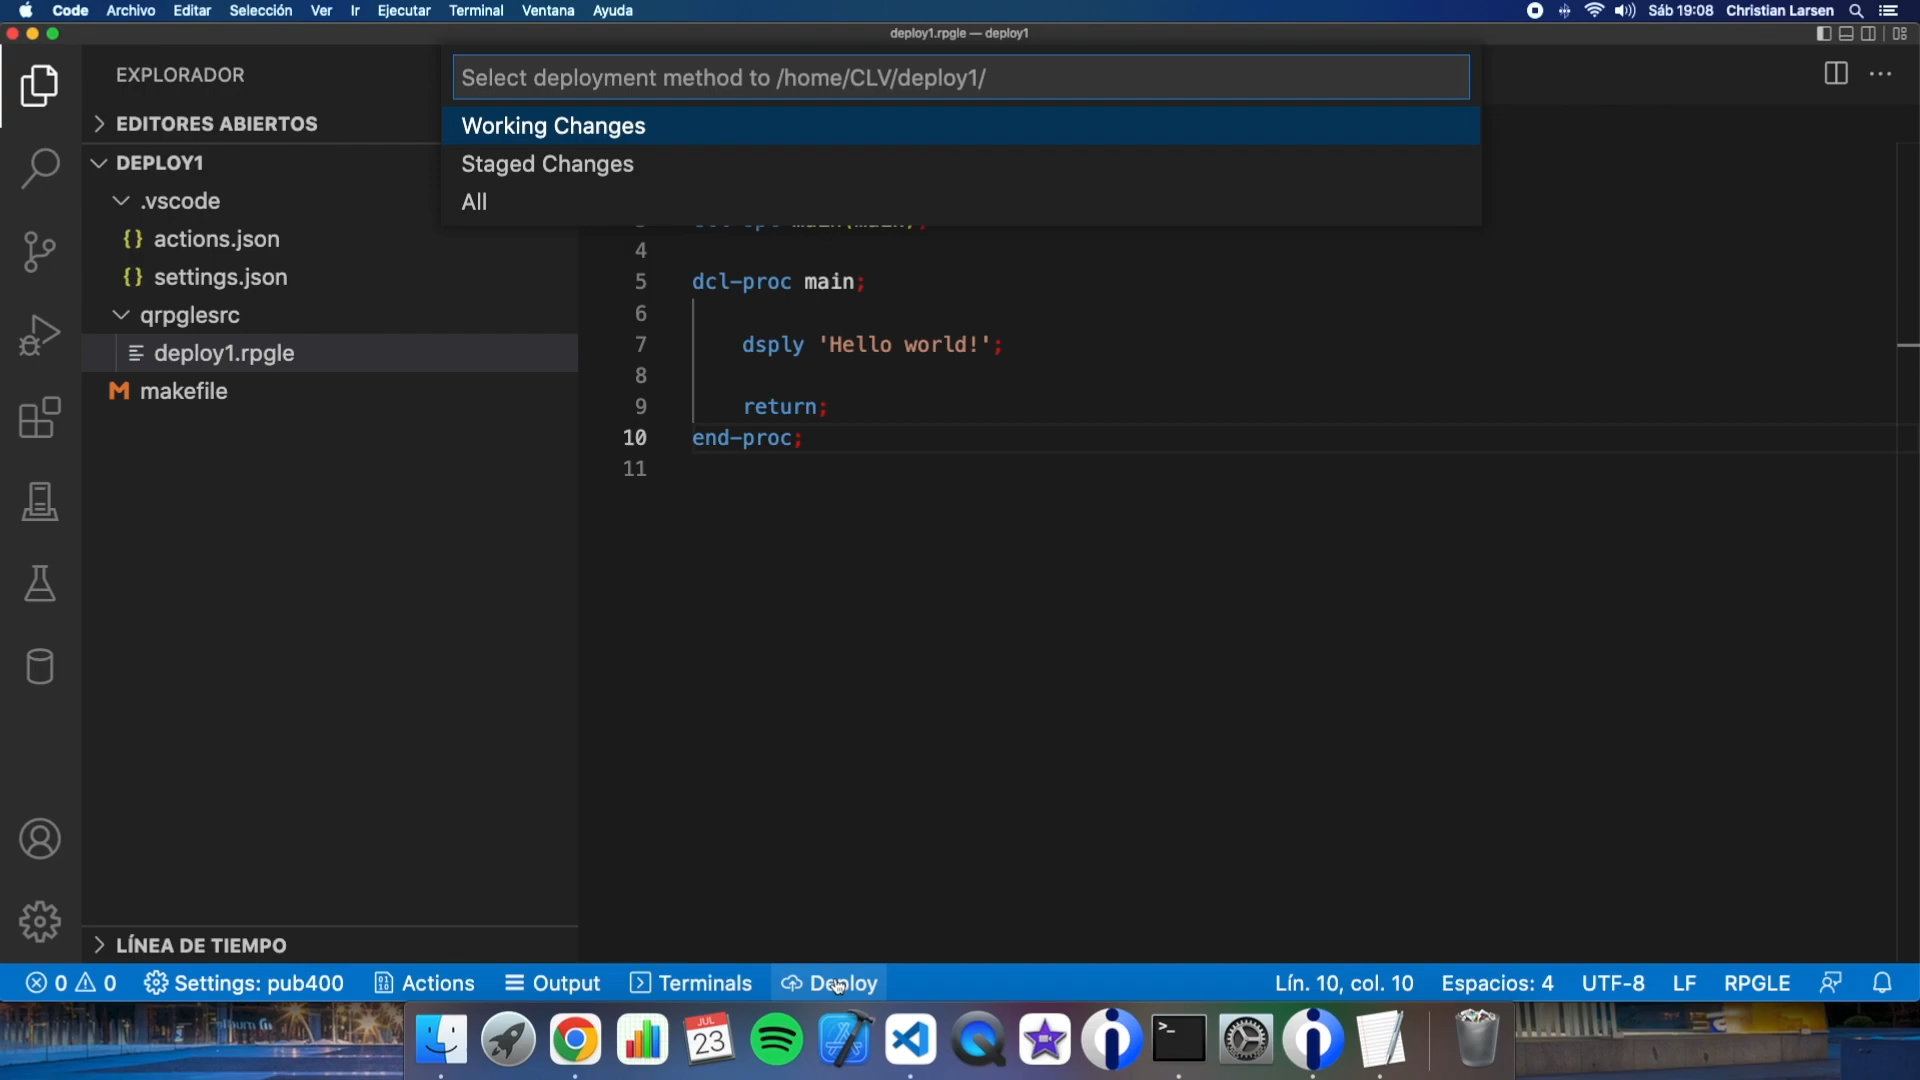 Code Archivo Editar Selección Ver Ir Ejecutar Terminal Ventana Ayuda
Sáb 19:08 Christian Larsen
deploy1.rpgle — deploy1
EXPLORADOR
Select deployment method to /home/CLV/deploy1/
Working Changes
Staged Changes
All
EDITORES ABIERTOS
DEPLOY1
.vscode
{} actions.json
{} settings.json
qrpglesrc
deploy1.rpgle
M makefile
4
5 dcl-proc main;
6
7 dsply 'Hello world!';
8
9 return;
10 end-proc;
11
LÍNEA DE TIEMPO
0 0 Settings: pub400 Actions Output Terminals Deploy
Lín. 10, col. 10 Espacios: 4 UTF-8 LF RPGLE
JUL
23